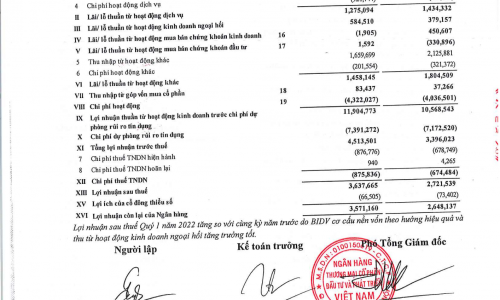 4 Chi phí hoạt động dịch vụ
II Lãi/ lỗ thuần từ hoạt động dịch vụ 1,275,094 1,434,332
III Lãi/ lỗ thuần từ hoạt động kinh doanh ngoại hối 584,510 379,157
IV Lãi/ lỗ thuần từ hoạt động mua bán chứng khoán kinh doanh 16 (1,905) 450,607
V Lãi/ lỗ thuần từ hoạt động mua bán chứng khoán đầu tư 17 1,592 (330,896)
5 Thu nhập từ hoạt động khác 1,659,699 2,125,881
6 Chi phí hoạt động khác (201,554) (321,372)
VI Lãi/ lỗ thuần từ hoạt động khác 1,458,145 1,804,509
VII Thu nhập từ góp vốn mua cổ phần 18 83,437 37,266
VIII Chi phí hoạt động 19 (4,322,027) (4,036,501)
IX Lợi nhuận thuần từ hoạt động kinh doanh trước chi phí dự phòng rủi ro tín dụng 11,904,773 10,568,543
X Chi phí dự phòng rủi ro tín dụng (7,391,272) (7,172,520)
XI Tổng lợi nhuận trước thuế 4,513,501 3,396,023
7 Chi phí thuế TNDN hiện hành (876,776) (678,749)
8 Chi phí thuế TNDN hoãn lại 940 4,265
XII Chi phí thuế TNDN (875,836) (674,484)
XIII Lợi nhuận sau thuế 3,637,665 2,721,539
XV Lợi ích của cổ đông thiểu số (66,505) (73,402)
XVI Lợi nhuận còn lại của Ngân hàng 3,571,160 2,648,137
Lợi nhuận sau thuế Quý 1 năm 2022 tăng so với cùng kỳ năm trước do BIDV cơ cấu nền vốn theo hướng hiệu quả và
thu từ hoạt động kinh doanh ngoại hối tăng trưởng tốt.
Người lập Kế toán trưởng Phó Tổng Giám đốc
NGÂN HÀNG
THƯƠNG MẠI CỔ PHẦN
ĐẦU TƯ VÀ PHÁT TRIỂN
VIỆT NAM